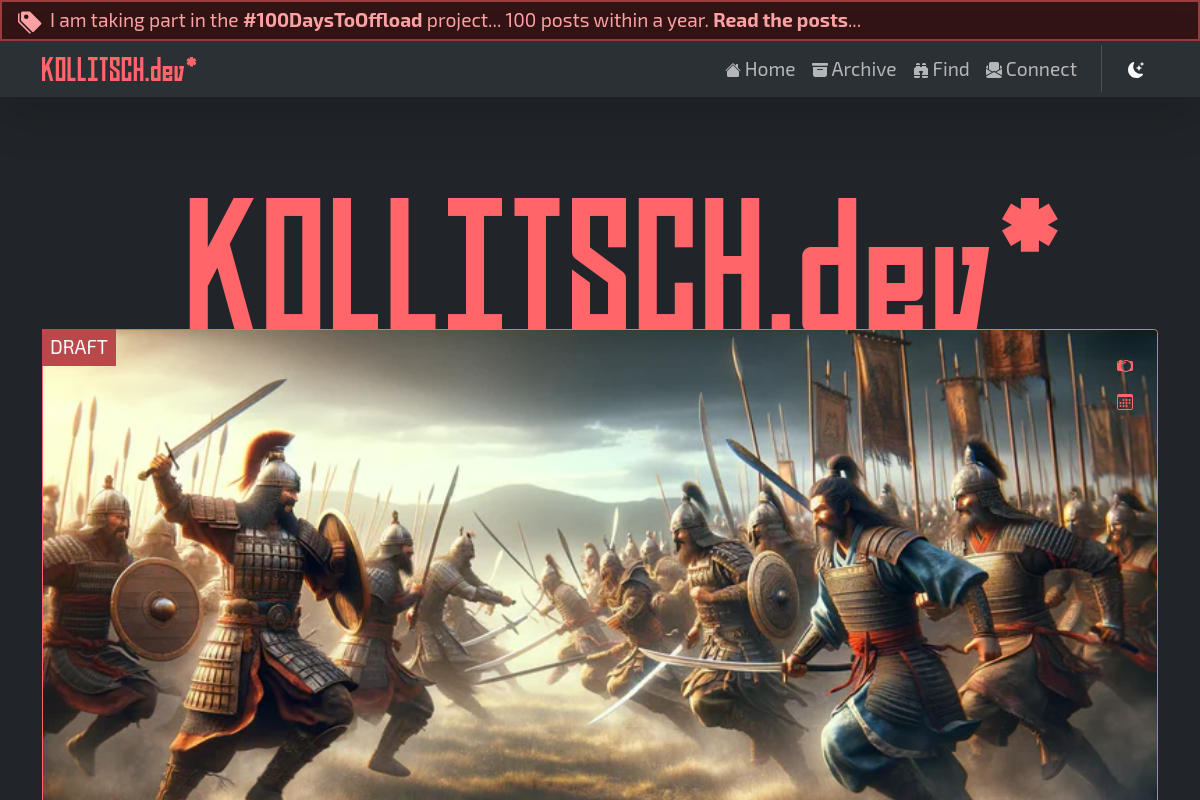 I am taking part in the #100DaysToOffload project... 100 posts within a year. Read the posts...
KOLLITSCH.dev*
Home Archive Find Connect
KOLLITSCH.dev*
DRAFT